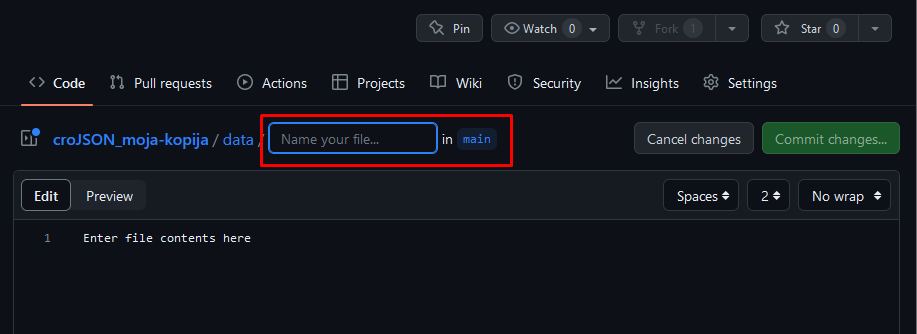 Pin Watch 0 Fork 1 Star 0
Code Pull requests Actions Projects Wiki Security Insights Settings
croJSON_moja-kopija / data / Name your file... in main Cancel changes Commit changes...
Edit Preview Spaces 2 No wrap
1 Enter file contents here